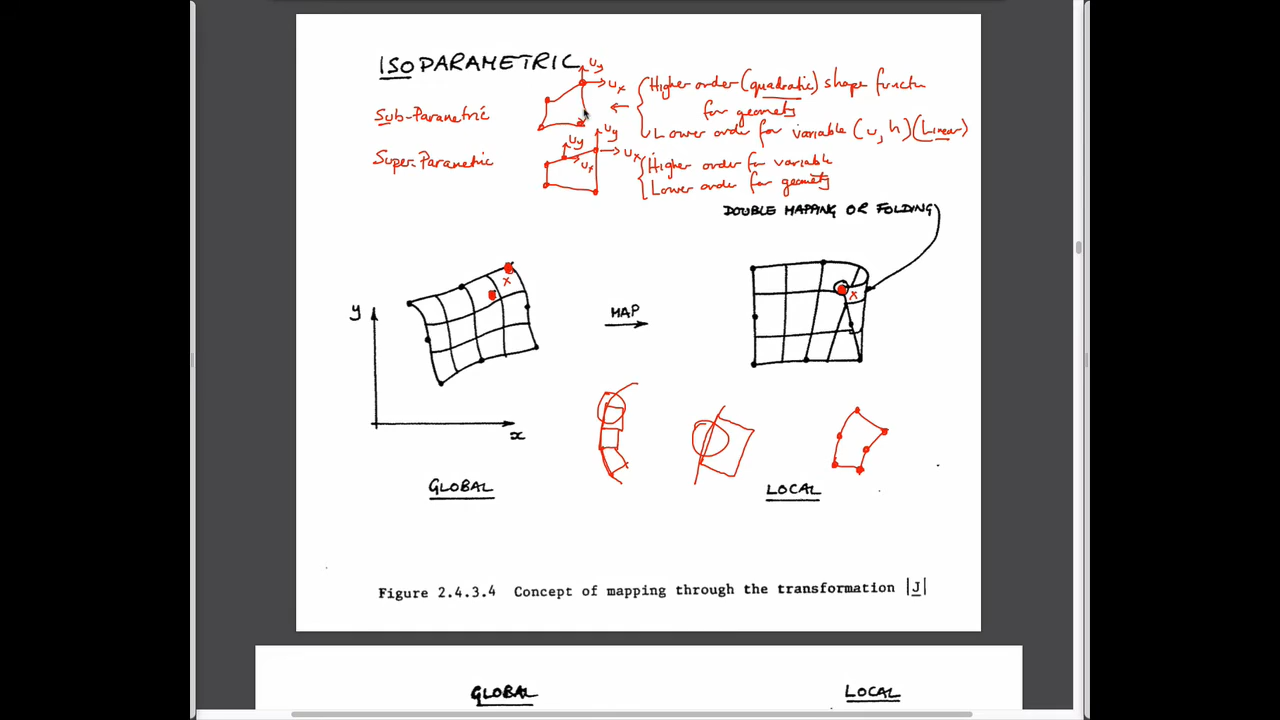 ISOPARAMETRIC
Sub-Parametric
uy
ux
Higher order (quadratic) shape functn
for geometry
Lower order for variable (u, h) (Linear)
Super-Parametric
uy
ux
uy
ux
Higher order for variable
Lower order for geometry
DOUBLE MAPPING OR FOLDING
x
x
y
MAP
x
GLOBAL
LOCAL
Figure 2.4.3.4 Concept of mapping through the transformation |J|
GLOBAL
LOCAL